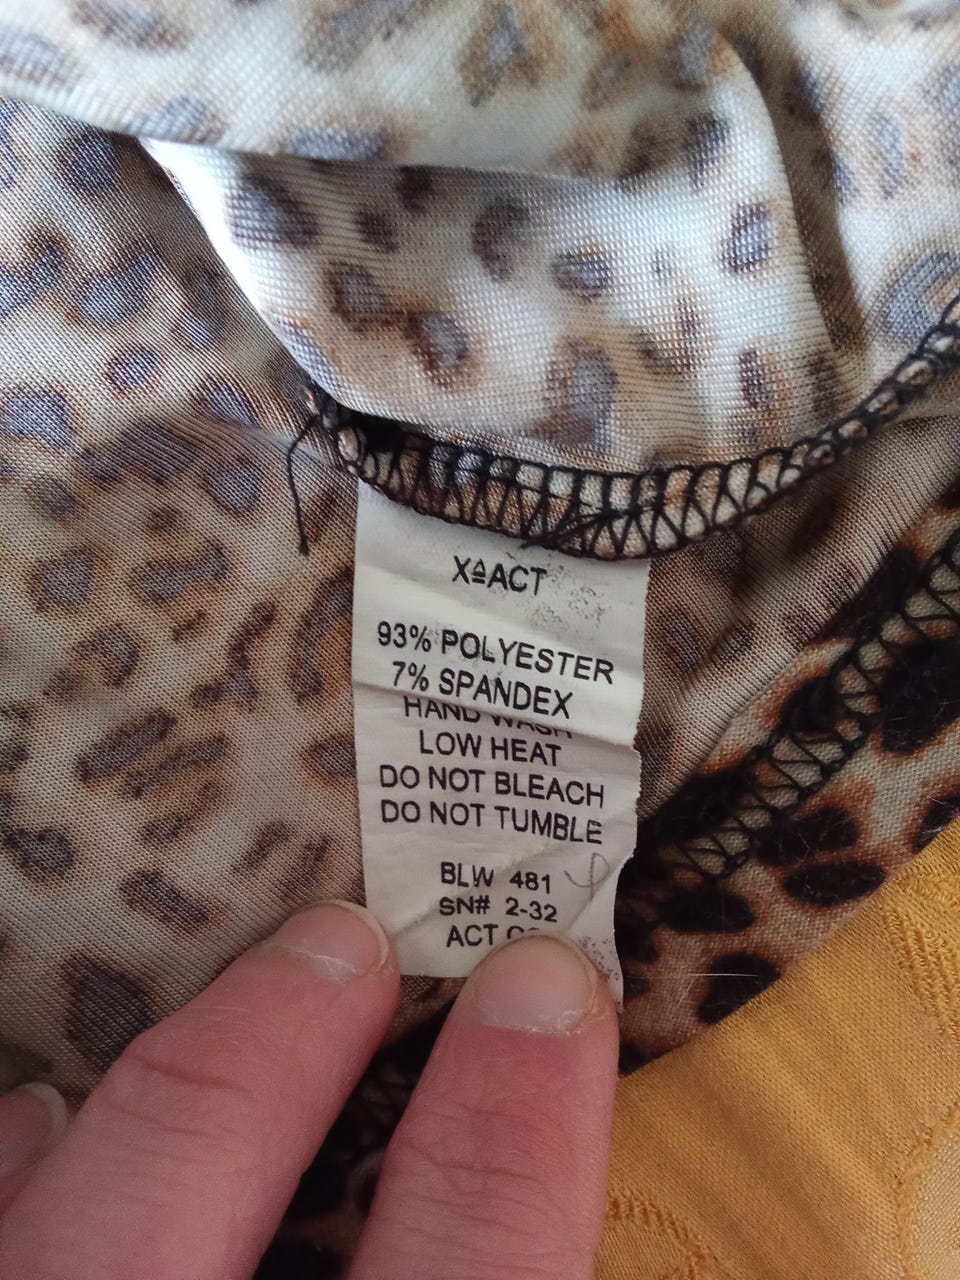 XACT
93% POLYESTER
7% SPANDEX
HAND WASH
LOW HEAT
DO NOT BLEACH
DO NOT TUMBLE
BLW 481
SN# 2-32
ACT